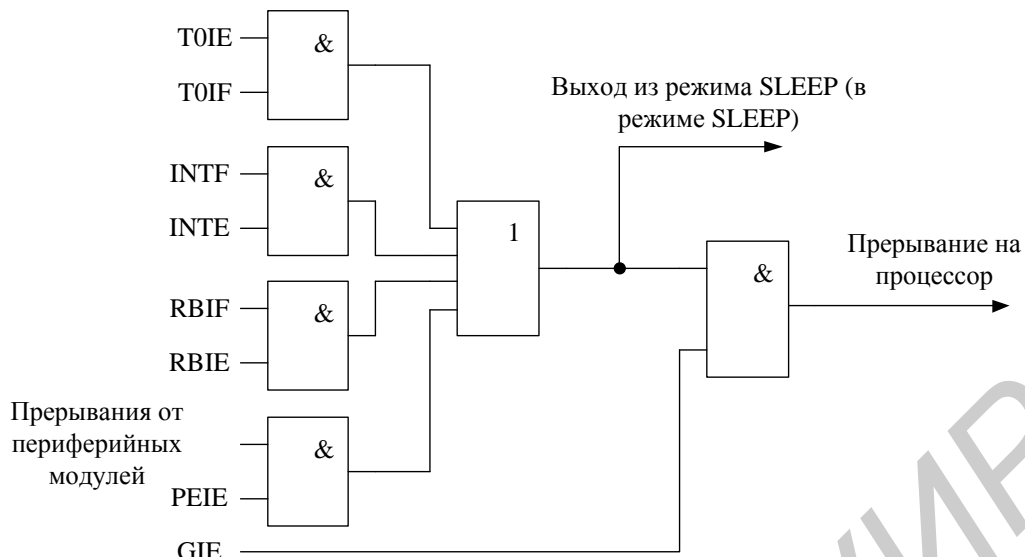 T0IE
&
T0IF
INTF
&
INTE
RBIF
&
RBIE
Прерывания от
периферийных
модулей
&
PEIE
GIE
1
Выход из режима SLEEP (в
режиме SLEEP)
&
Прерывание на
процессор